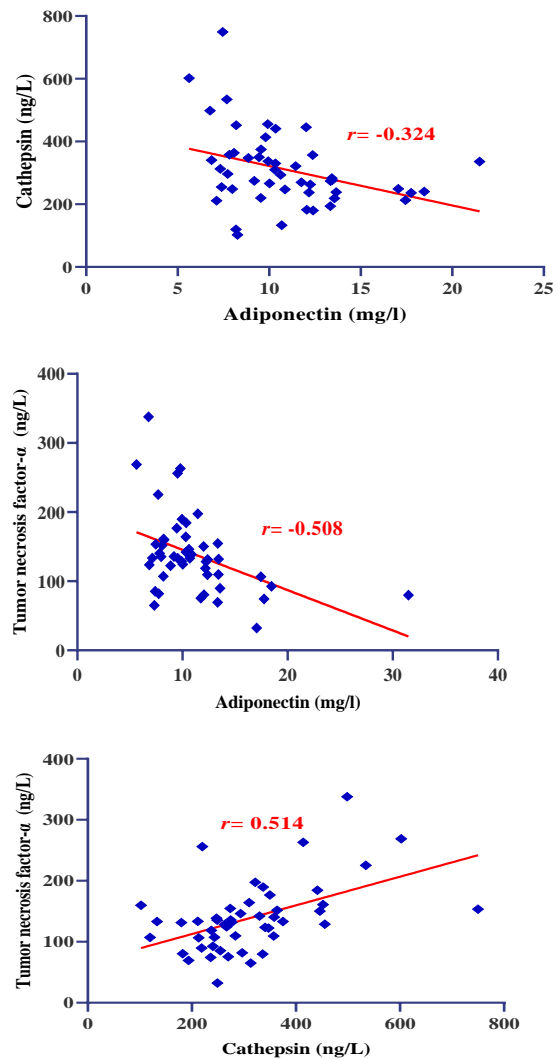 800
600
400
200
0
Cathepsin (ng/L)
r= -0.324
0 5 10 15 20 25
Adiponectin (mg/l)
400
300
200
100
0
Tumor necrosis factor-α (ng/L)
r= -0.508
0 10 20 30 40
Adiponectin (mg/l)
400
300
200
100
0
Tumor necrosis factor-α (ng/L)
r= 0.514
0 200 400 600 800
Cathepsin (ng/L)